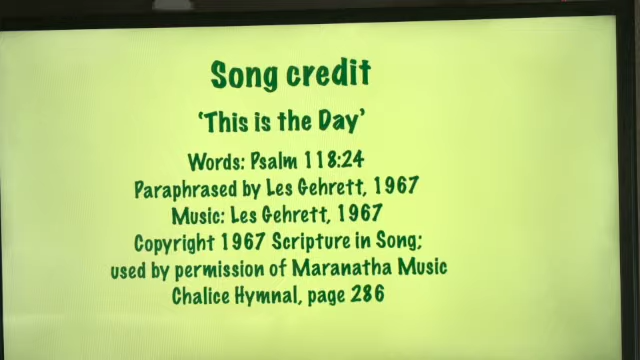 Song credit
‘This is the Day’
Words: Psalm 118:24
Paraphrased by Les Gehrett, 1967
Music: Les Gehrett, 1967
Copyright 1967 Scripture in Song;
used by permission of Maranatha Music
Chalice Hymnal, page 286